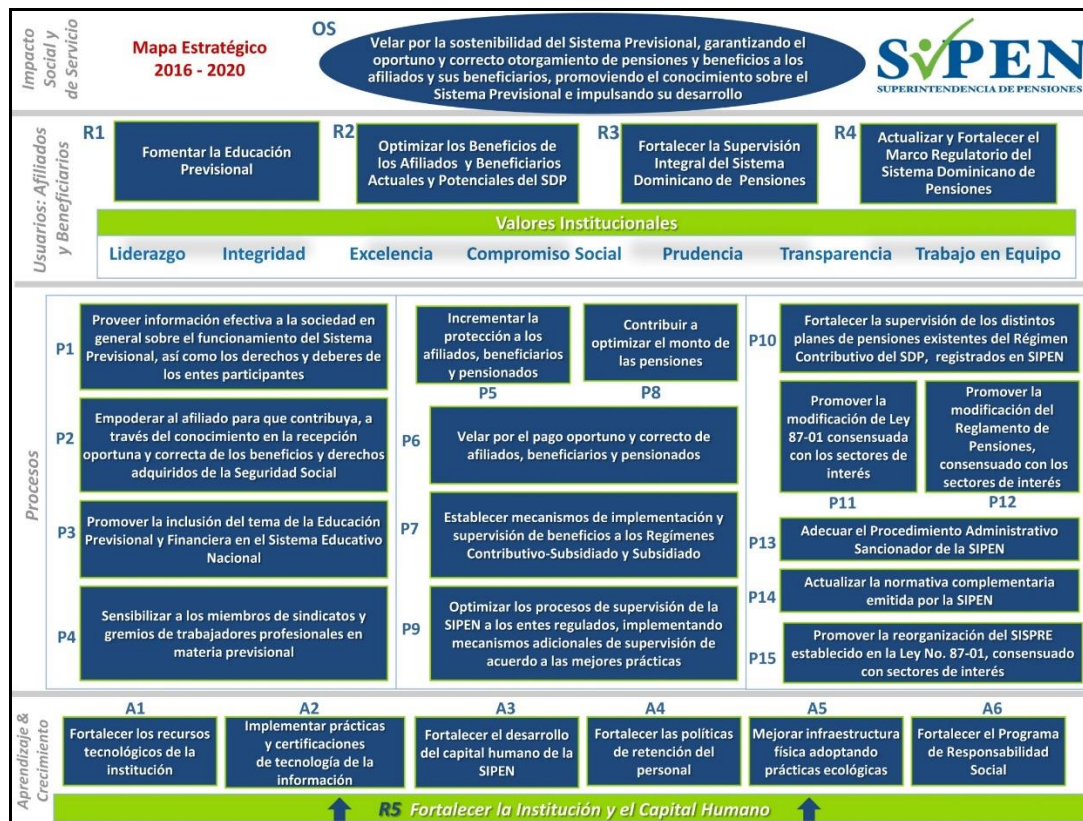 Impacto
Social y
de Servicio
Mapa Estratégico
2016 - 2020
OS
Velar por la sostenibilidad del Sistema Previsional, garantizando el
oportuno y correcto otorgamiento de pensiones y beneficios a los
afiliados y sus beneficiarios, promoviendo el conocimiento sobre el
Sistema Previsional e impulsando su desarrollo
SiPEN
SUPERINTENDENCIA DE PENSIONES
Usuarios: Afiliados
y Beneficiarios
R1
Fomentar la Educación
Previsional
R2
Optimizar los Beneficios de
los Afiliados y Beneficiarios
Actuales y Potenciales del SDP
R3
Fortalecer la Supervisión
Integral del Sistema
Dominicano de Pensiones
R4
Actualizar y Fortalecer el
Marco Regulatorio del
Sistema Dominicano de
Pensiones
Valores Institucionales
Liderazgo Integridad Excelencia Compromiso Social Prudencia Transparencia Trabajo en Equipo
Procesos
P1
Proveer información efectiva a la sociedad en
general sobre el funcionamiento del Sistema
Previsional, así como los derechos y deberes de
los entes participantes
P2
Empoderar al afiliado para que contribuya, a
través del conocimiento en la recepción
oportuna y correcta de los beneficios y derechos
adquiridos de la Seguridad Social
P3
Promover la inclusión del tema de la Educación
Previsional y Financiera en el Sistema Educativo
Nacional
P4
Sensibilizar a los miembros de sindicatos y
gremios de trabajadores profesionales en
materia previsional
Incrementar la
protección a los
afiliados, beneficiarios
y pensionados
P5
Contribuir a
optimizar el monto de
las pensiones
P8
P6
Velar por el pago oportuno y correcto de
afiliados, beneficiarios y pensionados
P7
Establecer mecanismos de implementación y
supervisión de beneficios a los Regímenes
Contributivo-Subsidiado y Subsidiado
P9
Optimizar los procesos de supervisión de la
SIPEN a los entes regulados, implementando
mecanismos adicionales de supervisión de
acuerdo a las mejores prácticas
P10
Fortalecer la supervisión de los distintos
planes de pensiones existentes del Régimen
Contributivo del SDP, registrados en SIPEN
Promover la
modificación de Ley
87-01 consensuada
con los sectores de
interés
P11
Promover la
modificación del
Reglamento de
Pensiones,
consensuado con los
sectores de interés
P12
P13
Adecuar el Procedimiento Administrativo
Sancionador de la SIPEN
P14
Actualizar la normativa complementaria
emitida por la SIPEN
P15
Promover la reorganización del SISPRE
establecido en la Ley No. 87-01, consensuado
con sectores de interés
Aprendizaje &
Crecimiento
A1
Fortalecer los recursos
tecnológicos de la
institución
A2
Implementar prácticas
y certificaciones
de tecnología de la
información
A3
Fortalecer el desarrollo
del capital humano de la
SIPEN
A4
Fortalecer las políticas
de retención del
personal
A5
Mejorar infraestructura
física adoptando
prácticas ecológicas
A6
Fortalecer el Programa
de Responsabilidad
Social
R5 Fortalecer la Institución y el Capital Humano